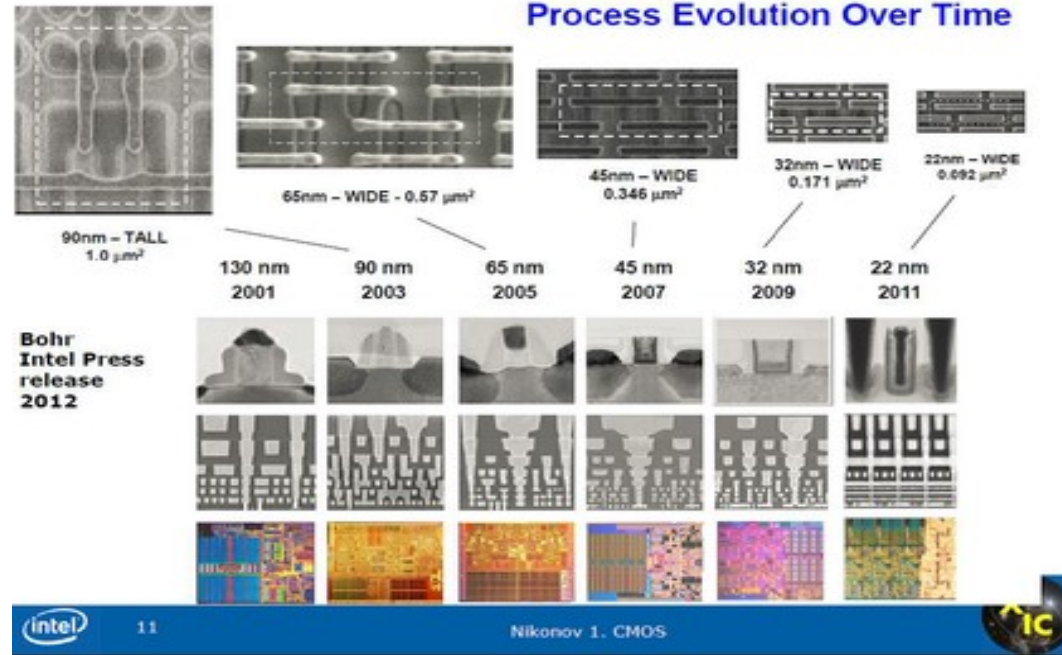 Process Evolution Over Time
90nm – TALL
1.0 μm²
65nm – WIDE - 0.57 μm²
45nm – WIDE
0.346 μm²
32nm – WIDE
0.171 μm²
22nm – WIDE
0.092 μm²
130 nm
2001
90 nm
2003
65 nm
2005
45 nm
2007
32 nm
2009
22 nm
2011
Bohr
Intel Press
release
2012
intel
11
Nikonov 1. CMOS
XIC